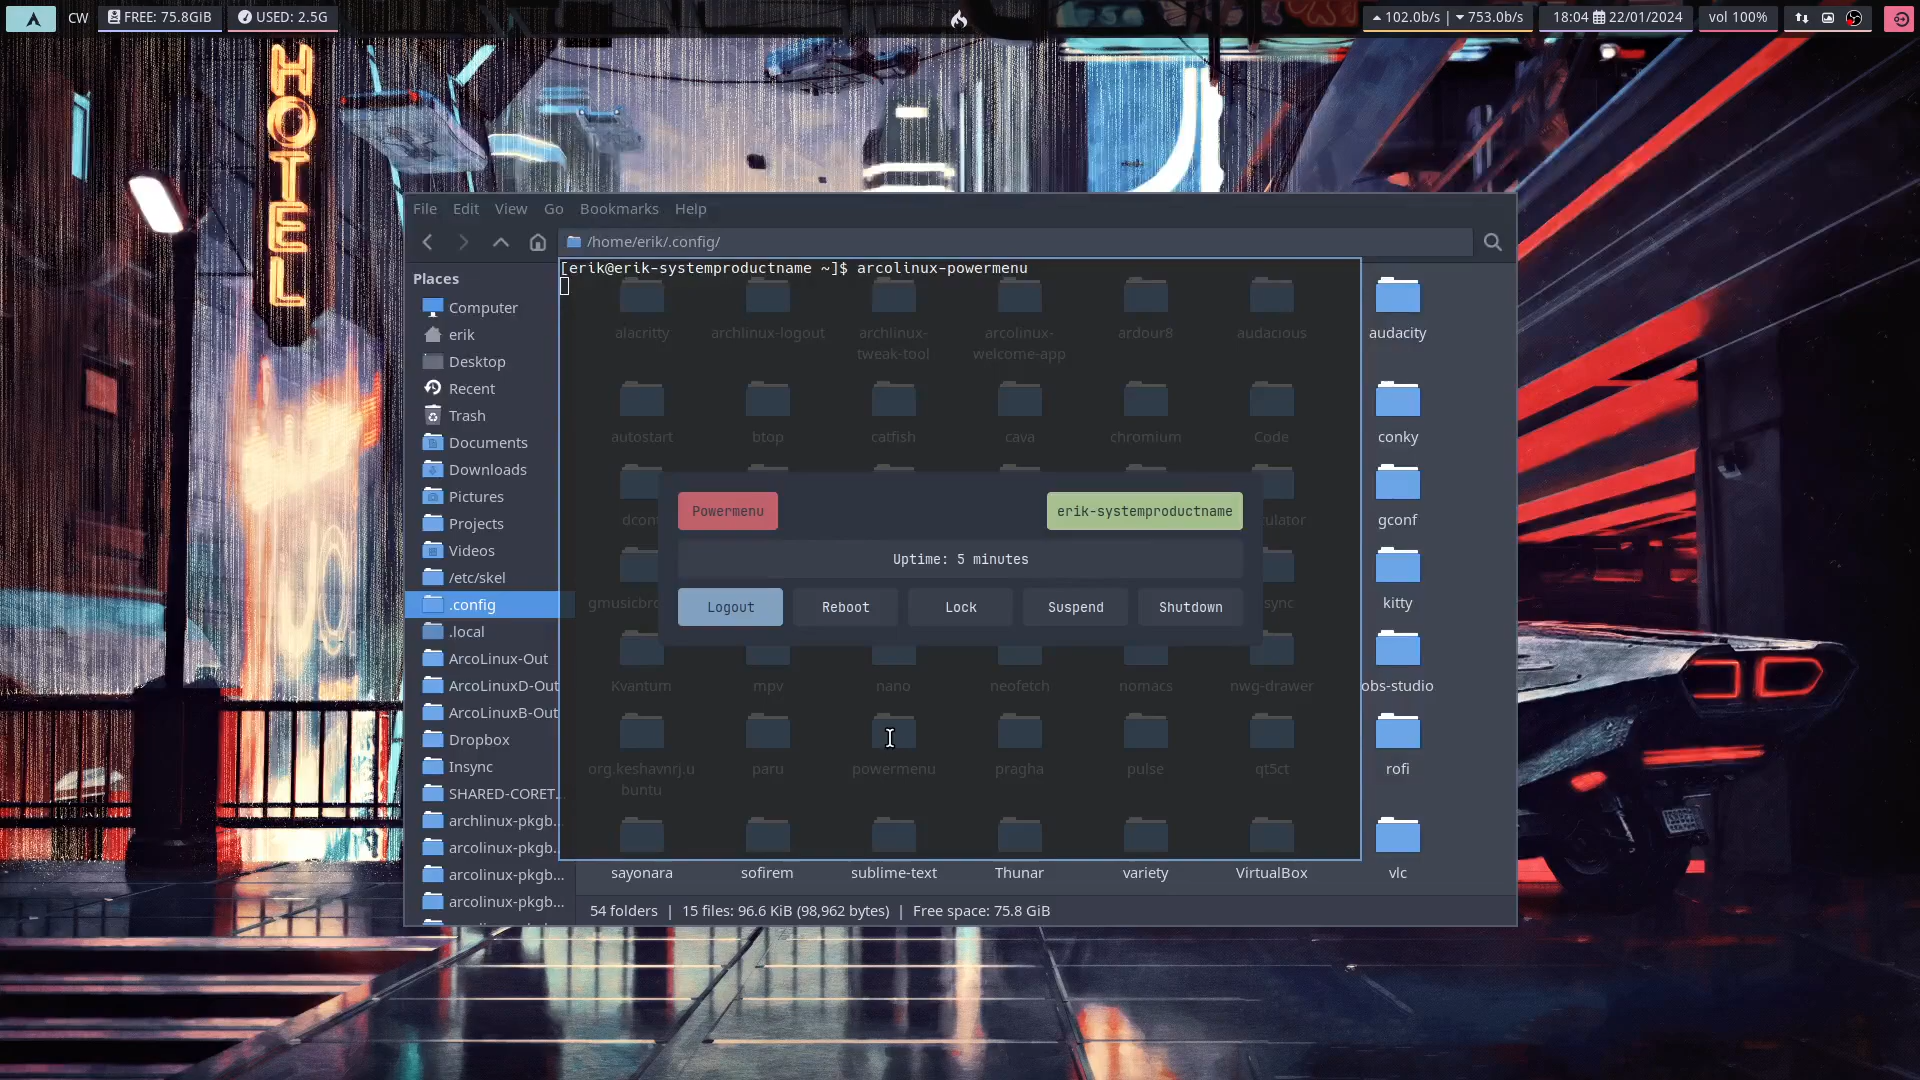 CW
FREE: 75.8GIB
USED: 2.5G
102.0b/s | 753.0b/s
18:04 22/01/2024
vol 100%
HOTEL
File Edit View Go Bookmarks Help
/home/erik/.config/
Places
Computer
erik
Desktop
Recent
Trash
Documents
Downloads
Pictures
Projects
Videos
/etc/skel
.config
.local
ArcoLinux-Out
ArcoLinuxD-Out
ArcoLinuxB-Out
Dropbox
Insync
SHARED-CORET...
archlinux-pkgb...
arcolinux-pkgb...
arcolinux-pkgb...
arcolinux-pkgb...
[erik@erik-systemproductname ~]$ arcolinux-powermenu
alacritty archlinux-logout archlinux-tweak-tool arcolinux-welcome-app ardour8 audacious audacity
autostart btop catfish cava chromium Code conky
gconf
Powermenu
erik-systemproductname
Uptime: 5 minutes
Logout Reboot Lock Suspend Shutdown
kitty
Kvantum mpv nano neofetch nomacs nwg-drawer obs-studio
org.keshavnrj.ubuntu paru powermenu pragha pulse qt5ct rofi
sayonara sofirem sublime-text Thunar variety VirtualBox vlc
54 folders | 15 files: 96.6 KiB (98,962 bytes) | Free space: 75.8 GiB